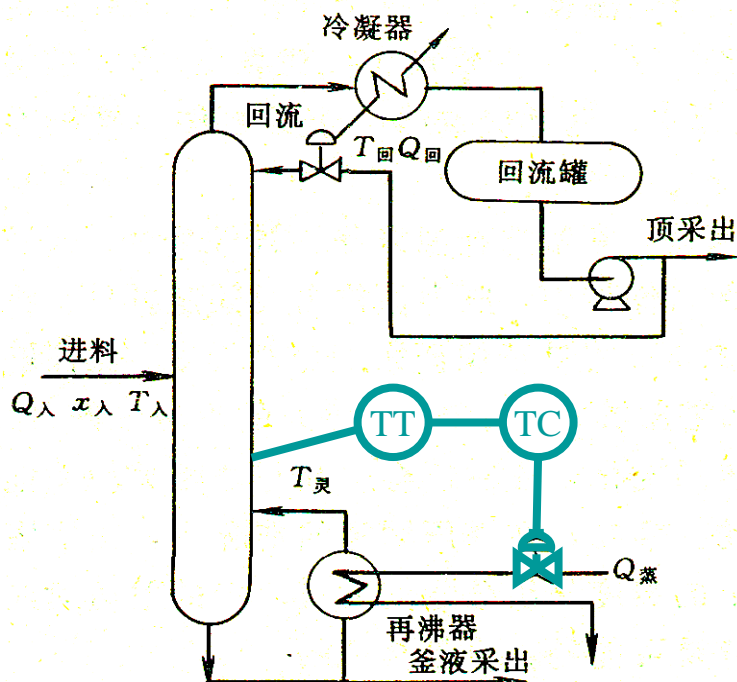 冷凝器
回流
T回 Q回
回流罐
顶采出
进料
Q入 x入 T入
TT
TC
T灵
Q蒸
再沸器
釜液采出